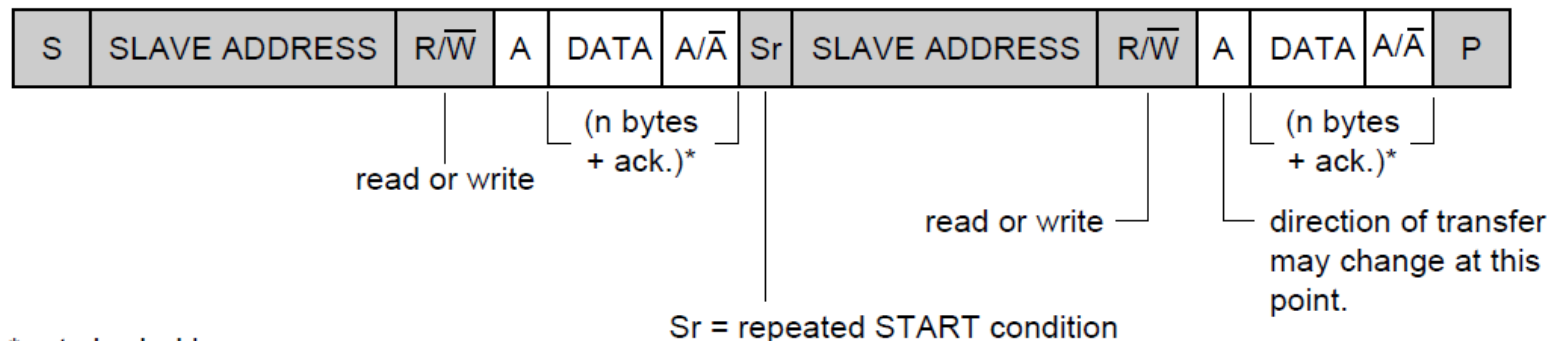 S SLAVE ADDRESS R/W̅ A DATA A/A̅ Sr SLAVE ADDRESS R/W̅ A DATA A/A̅ P
(n bytes
+ ack.)*
read or write
(n bytes
+ ack.)*
read or write
direction of transfer
may change at this
point.
Sr = repeated START condition